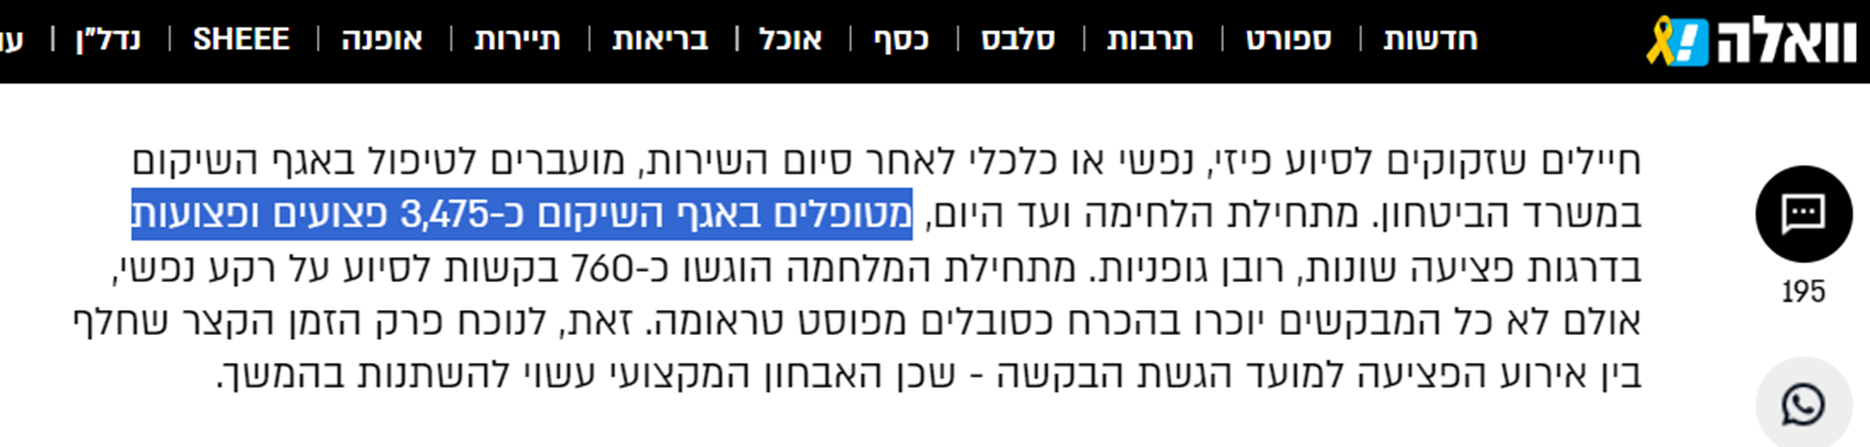 וואלה!
חדשות | ספורט | תרבות | סלבס | כסף | אוכל | בריאות | תיירות | אופנה | SHEEE | נדל"ן |
חיילים שזקוקים לסיוע פיזי, נפשי או כלכלי לאחר סיום השירות, מועברים לטיפול באגף השיקום
במשרד הביטחון. מתחילת הלחימה ועד היום, מטופלים באגף השיקום כ-3,475 פצועים ופצועות
בדרגות פציעה שונות, רובן גופניות. מתחילת המלחמה הוגשו כ-760 בקשות לסיוע על רקע נפשי,
אולם לא כל המבקשים יוכרו בהכרח כסובלים מפוסט טראומה. זאת, לנוכח פרק הזמן הקצר שחלף
בין אירוע הפציעה למועד הגשת הבקשה - שכן האבחון המקצועי עשוי להשתנות בהמשך.
195